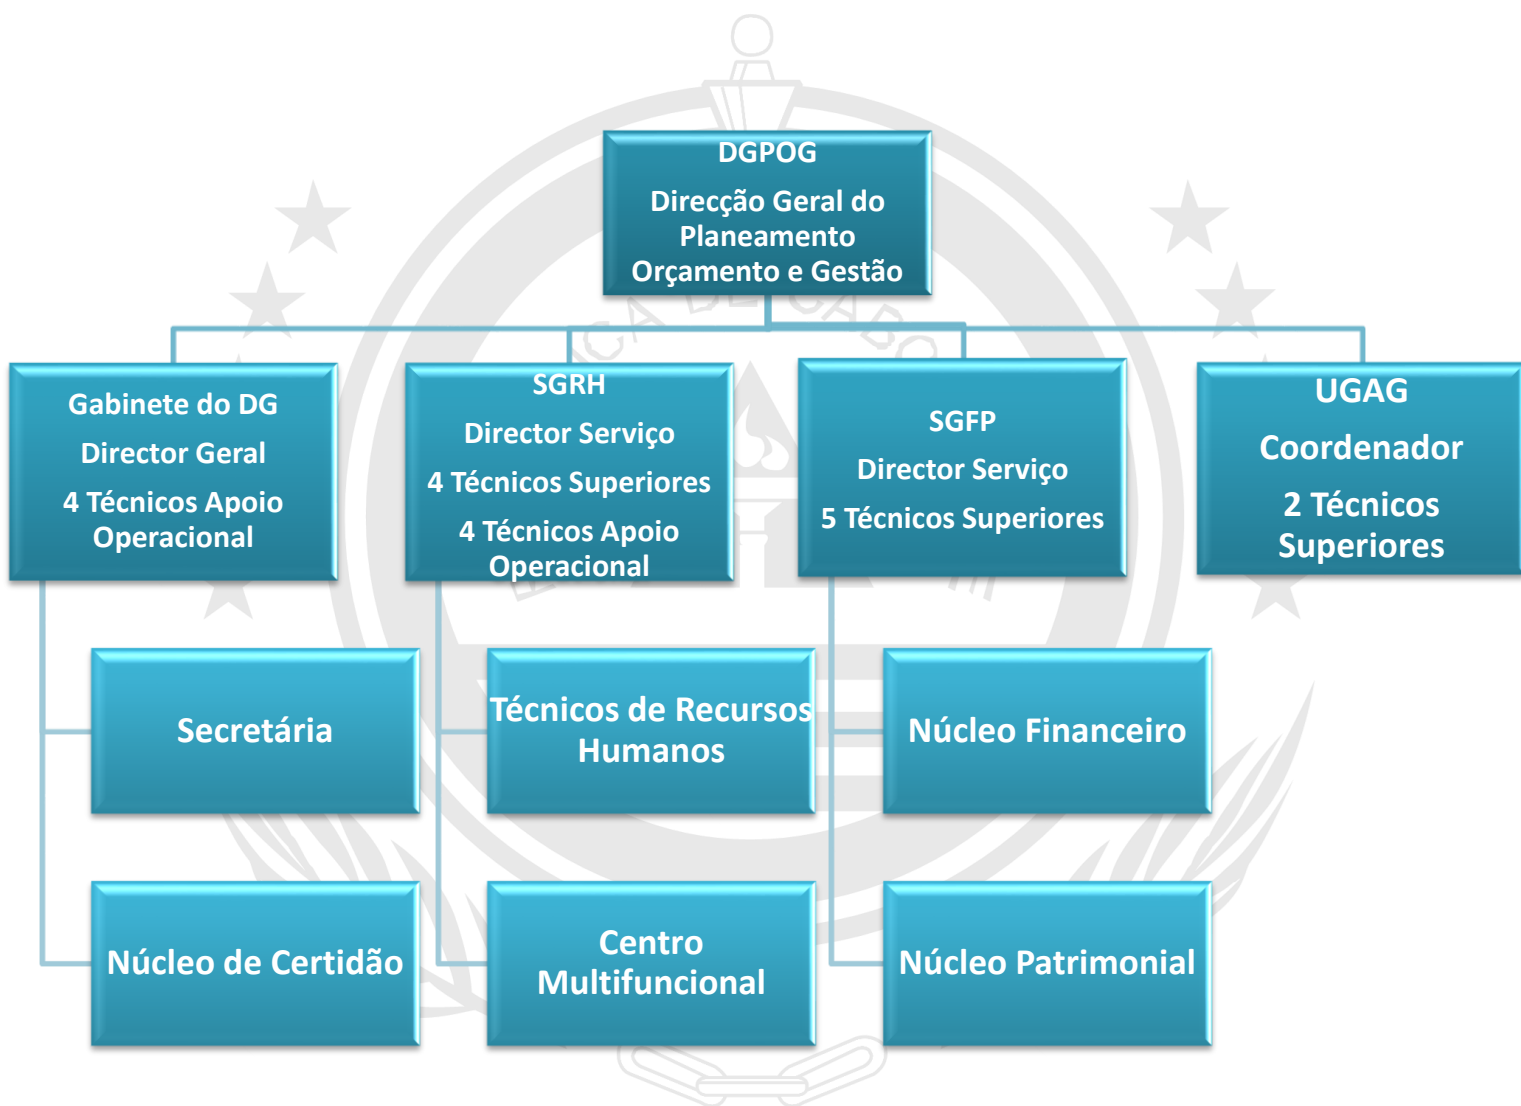 DGPOG
Direcção Geral do
Planeamento
Orçamento e Gestão
Gabinete do DG
Director Geral
4 Técnicos Apoio
Operacional
SGRH
Director Serviço
4 Técnicos Superiores
4 Técnicos Apoio
Operacional
SGFP
Director Serviço
5 Técnicos Superiores
UGAG
Coordenador
2 Técnicos
Superiores
Secretária
Técnicos de Recursos
Humanos
Núcleo Financeiro
Núcleo de Certidão
Centro
Multifuncional
Núcleo Patrimonial